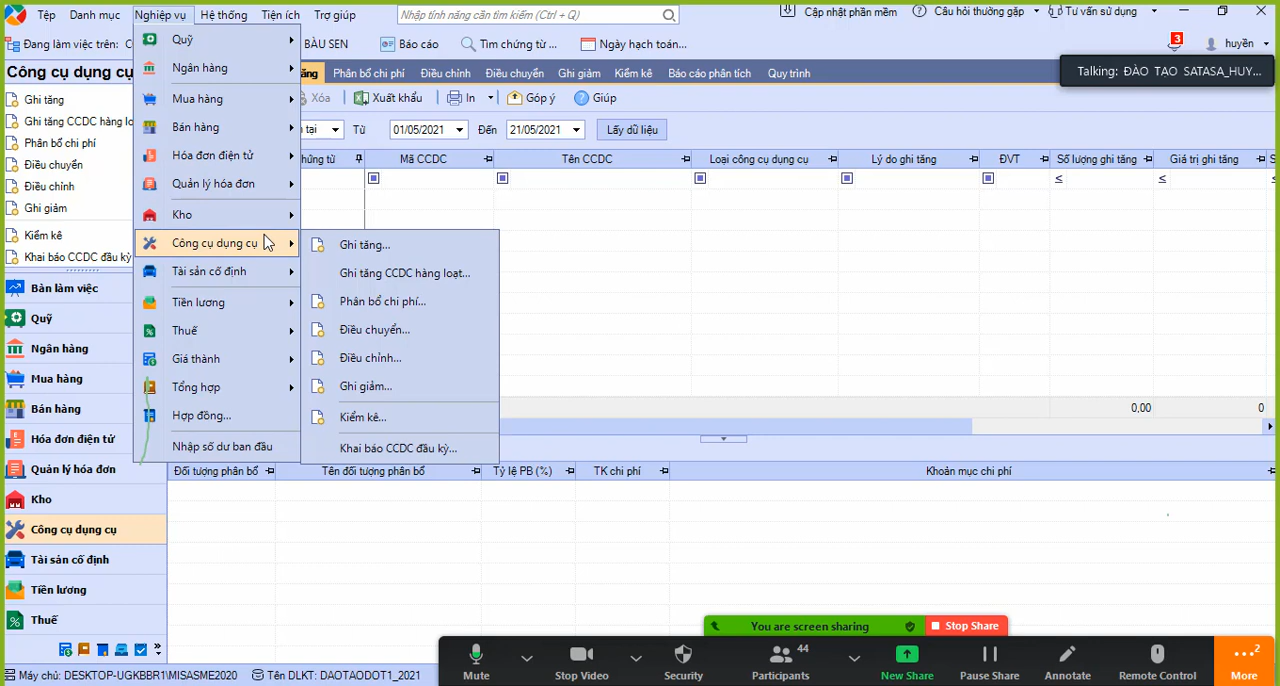 Tệp Danh mục Nghiệp vụ Hệ thống Tiện ích Trợ giúp Nhập tính năng cần tìm kiếm (Ctrl + Q) Cập nhật phần mềm Câu hỏi thường gặp Tư vấn sử dụng
Đang làm việc trên: BÀU SEN Báo cáo Tìm chứng từ ... Ngày hạch toán... 3 huyền
Talking: ĐÀO TAO SATASA_HUY...
Công cụ dụng cụ
Phân bổ chi phí Điều chỉnh Điều chuyển Ghi giảm Kiểm kê Báo cáo phân tích Quy trình
Xóa Xuất khẩu In Góp ý Giúp
Từ 01/05/2021 Đến 21/05/2021 Lấy dữ liệu
Mã CCDC Tên CCDC Loại công cụ dụng cụ Lý do ghi tăng ĐVT Số lượng ghi tăng Giá trị ghi tăng
≤ ≤
0,00 0
Ghi tăng
Ghi tăng CCDC hàng lo
Phân bổ chi phí
Điều chuyển
Điều chỉnh
Ghi giảm
Kiểm kê
Khai báo CCDC đầu kỳ
Bàn làm việc
Quỹ
Ngân hàng
Mua hàng
Bán hàng
Hóa đơn điện tử
Quản lý hóa đơn
Kho
Công cụ dụng cụ
Tài sản cố định
Tiền lương
Thuế
Quỹ
Ngân hàng
Mua hàng
Bán hàng
Hóa đơn điện tử
Quản lý hóa đơn
Kho
Công cụ dụng cụ
Tài sản cố định
Tiền lương
Thuế
Giá thành
Tổng hợp
Hợp đồng...
Nhập số dư ban đầu
Ghi tăng...
Ghi tăng CCDC hàng loạt...
Phân bổ chi phí...
Điều chuyển...
Điều chỉnh...
Ghi giảm...
Kiểm kê...
Khai báo CCDC đầu kỳ...
Đối tượng phân bổ Tên đối tượng phân bổ Tỷ lệ PB (%) TK chi phí Khoản mục chi phí
You are screen sharing Stop Share
Mute Stop Video Security Participants 44 New Share Pause Share Annotate Remote Control More 2
Máy chủ: DESKTOP-UGKBBR1\MISASME2020 Tên DLKT: DAOTAODOT1_2021